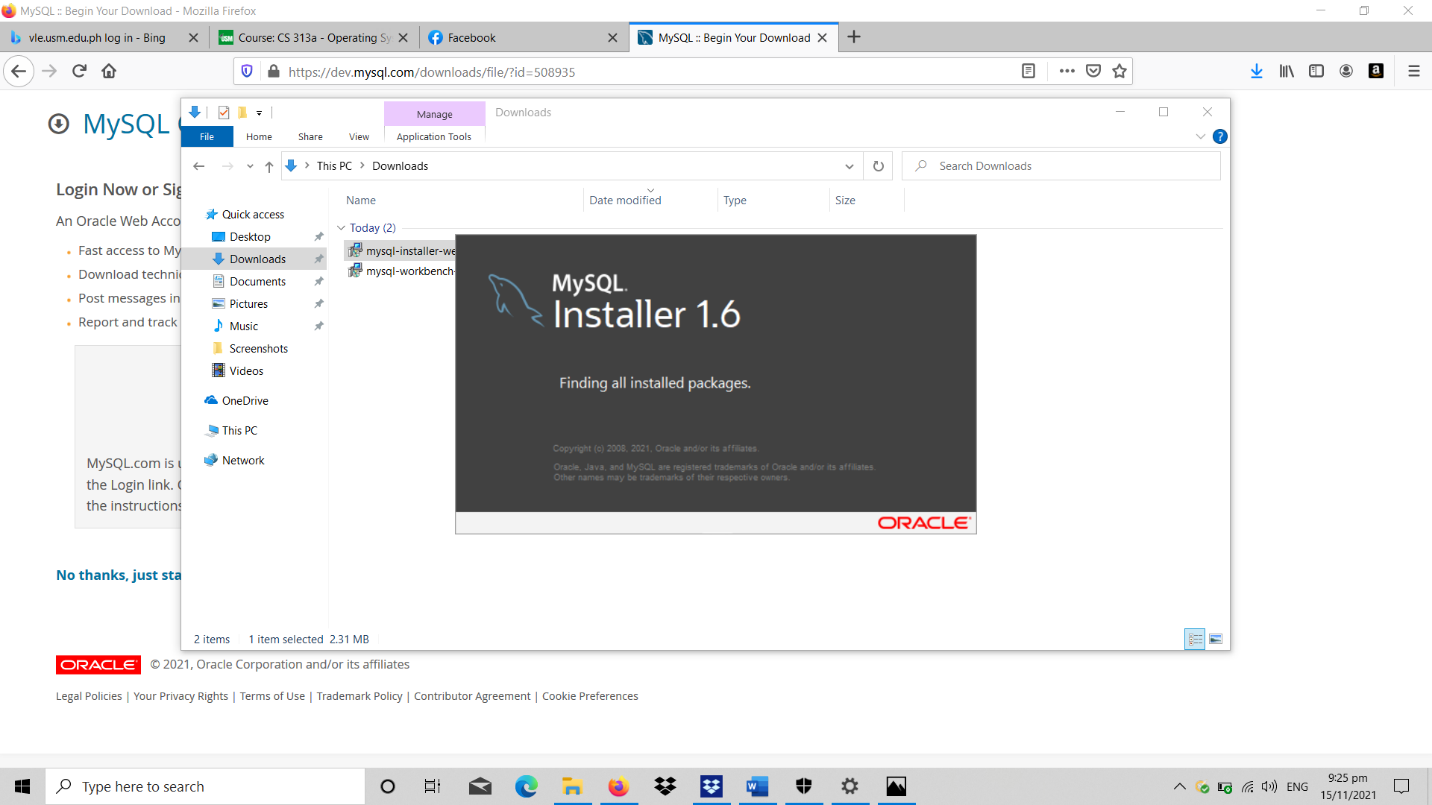 MySQL :: Begin Your Download - Mozilla Firefox
vle.usm.edu.ph log in - Bing
Course: CS 313a - Operating Sy
Facebook
MySQL :: Begin Your Download
https://dev.mysql.com/downloads/file/?id=508935
MySQL
Login Now or Sig
An Oracle Web Acco
Fast access to My
Download technic
Post messages in
Report and track
MySQL.com is u
the Login link. 
the instructions
No thanks, just sta
Manage
Downloads
File
Home
Share
View
Application Tools
This PC
Downloads
Search Downloads
Name
Date modified
Type
Size
Quick access
Desktop
Downloads
Documents
Pictures
Music
Screenshots
Videos
OneDrive
This PC
Network
Today (2)
mysql-installer-we
mysql-workbench-
MySQL.
Installer 1.6
Finding all installed packages.
Copyright (c) 2008, 2021, Oracle and/or its affiliates.
Oracle, Java, and MySQL are registered trademarks of Oracle and/or its affiliates.
Other names may be trademarks of their respective owners.
ORACLE
2 items
1 item selected 2.31 MB
ORACLE © 2021, Oracle Corporation and/or its affiliates
Legal Policies | Your Privacy Rights | Terms of Use | Trademark Policy | Contributor Agreement | Cookie Preferences
Type here to search
ENG
9:25 pm
15/11/2021